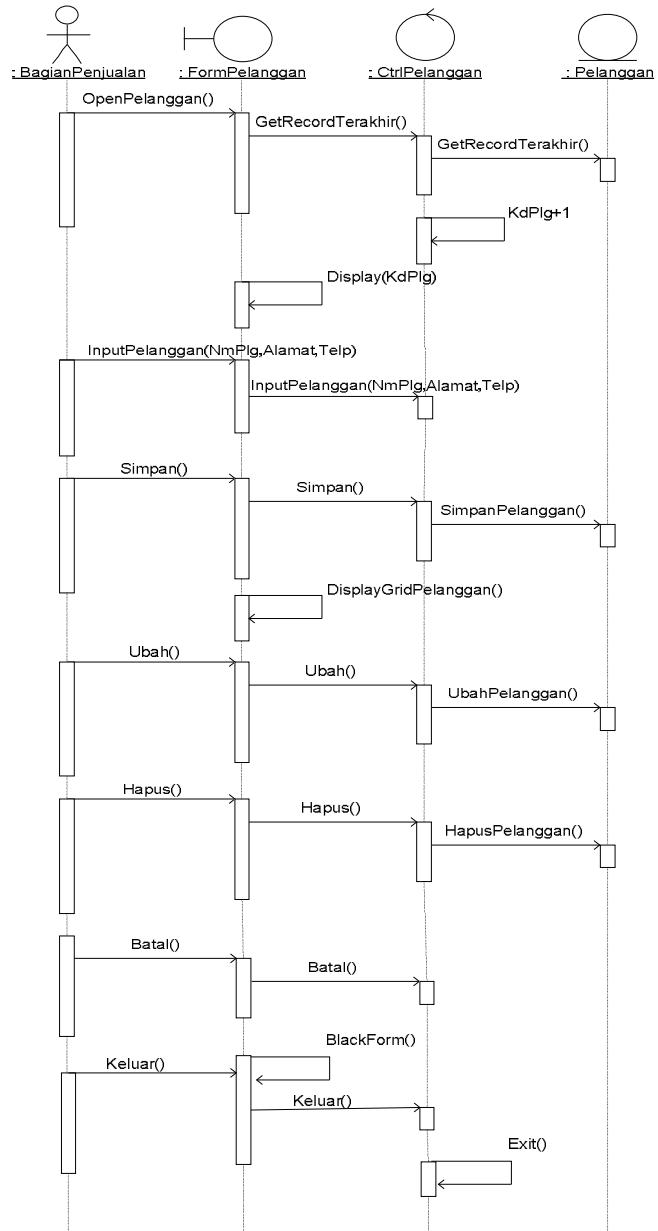 : BagianPenjualan
: FormPelanggan
: CtrlPelanggan
: Pelanggan
OpenPelanggan()
GetRecordTerakhir()
GetRecordTerakhir()
KdPlg+1
Display(KdPlg)
InputPelanggan(NmPlg,Alamat,Telp)
InputPelanggan(NmPlg,Alamat,Telp)
Simpan()
Simpan()
SimpanPelanggan()
DisplayGridPelanggan()
Ubah()
Ubah()
UbahPelanggan()
Hapus()
Hapus()
HapusPelanggan()
Batal()
Batal()
BlackForm()
Keluar()
Keluar()
Exit()